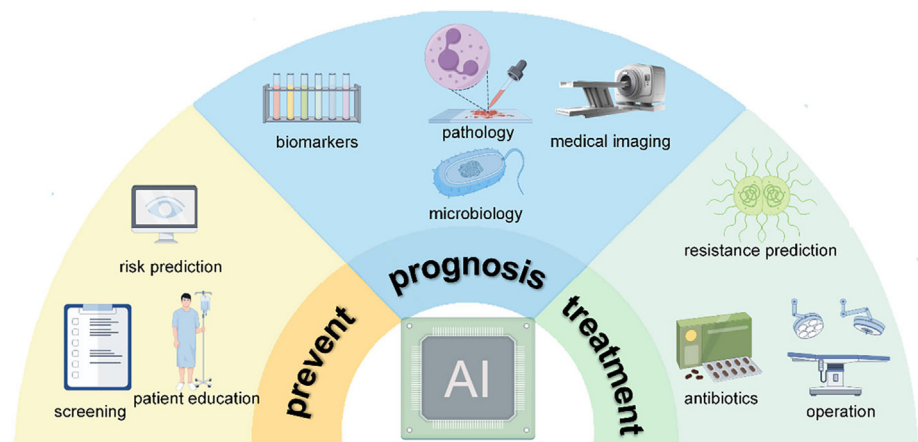 biomarkers
pathology
medical imaging
microbiology
risk prediction
screening
patient education
resistance prediction
antibiotics
operation
prevent
prognosis
treatment
AI